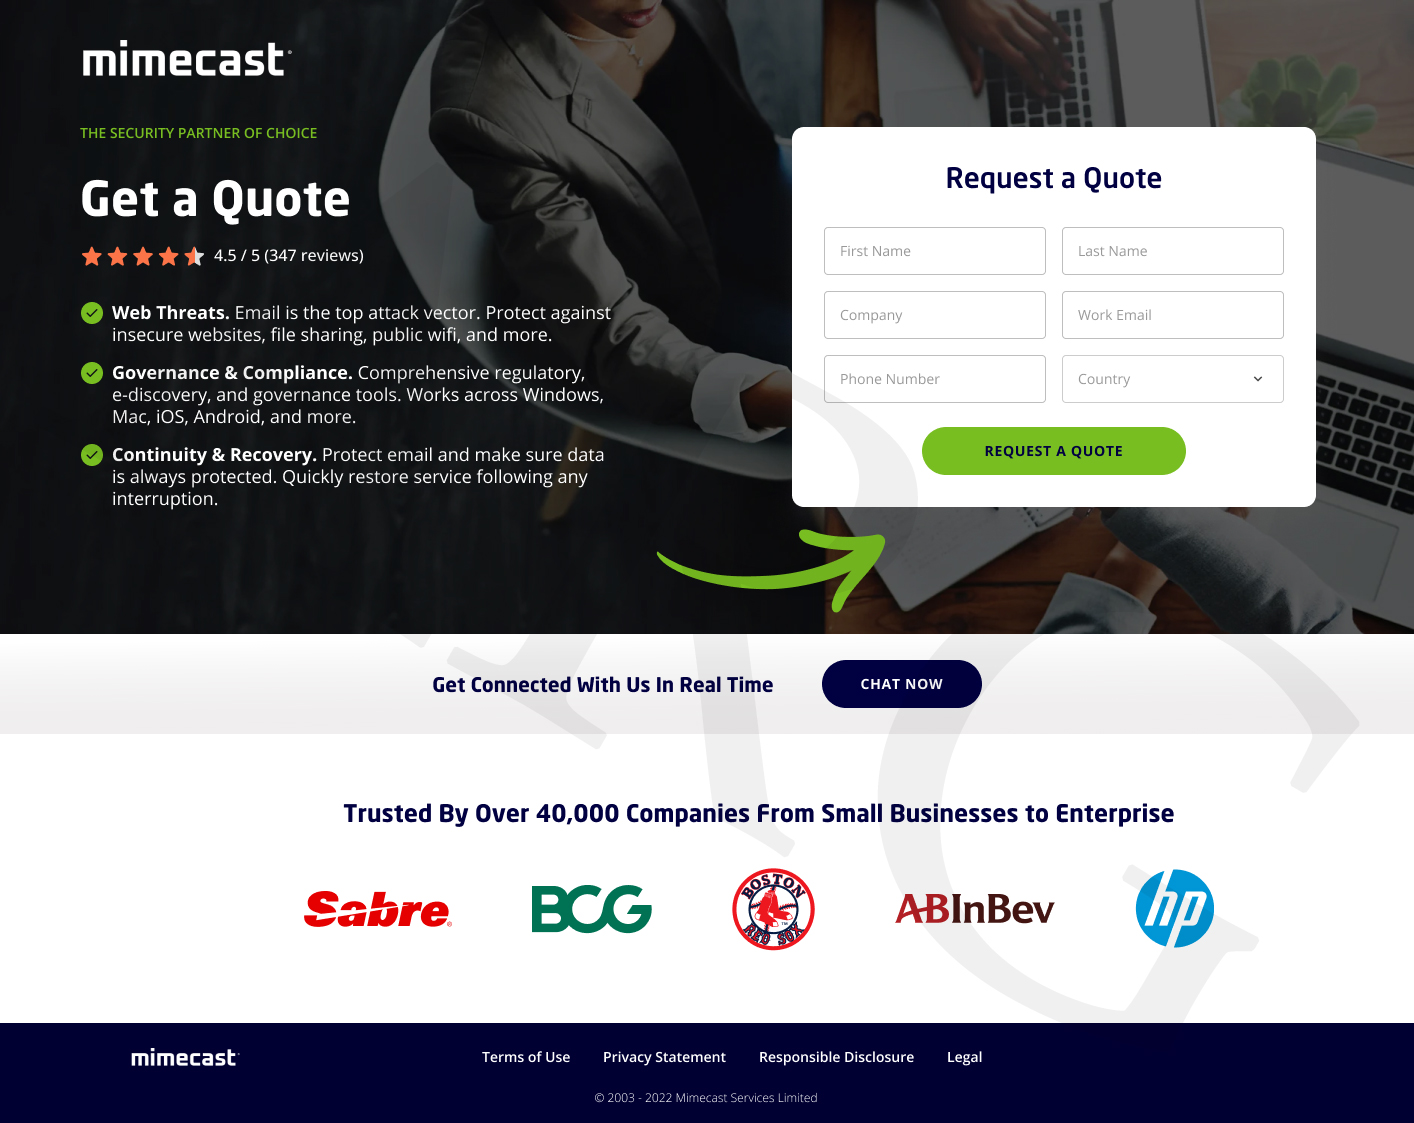 mimecast
THE SECURITY PARTNER OF CHOICE
Get a Quote
4.5 / 5 (347 reviews)
Web Threats. Email is the top attack vector. Protect against
insecure websites, file sharing, public wifi, and more.
Governance & Compliance. Comprehensive regulatory,
e-discovery, and governance tools. Works across Windows,
Mac, iOS, Android, and more.
Continuity & Recovery. Protect email and make sure data
is always protected. Quickly restore service following any
interruption.
Request a Quote
First Name
Last Name
Company
Work Email
Phone Number
Country
REQUEST A QUOTE
Get Connected With Us In Real Time
CHAT NOW
Trusted By Over 40,000 Companies From Small Businesses to Enterprise
Sabre®
BCG
BOSTON
RED SOX
™
ABInBev
hp
mimecast
Terms of Use
Privacy Statement
Responsible Disclosure
Legal
© 2003 - 2022 Mimecast Services Limited